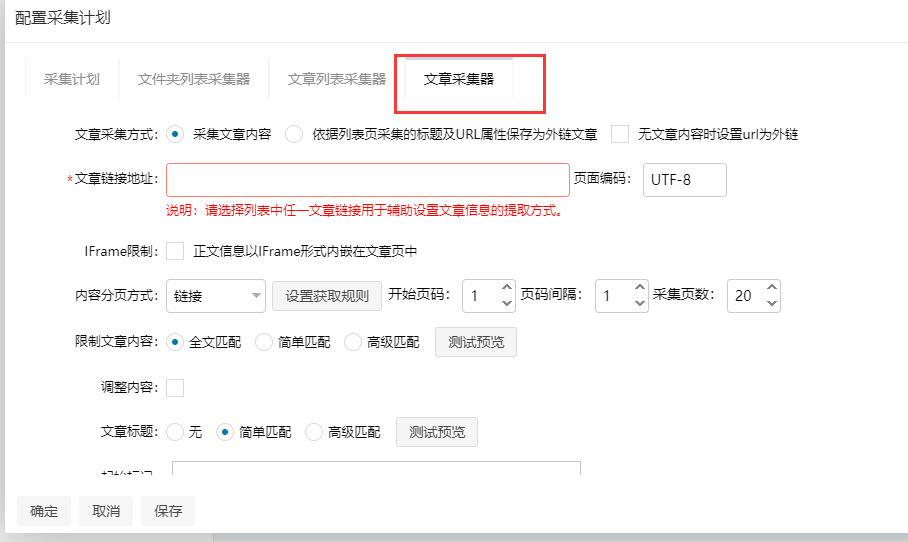 配置采集计划
采集计划 文件夹列表采集器 文章列表采集器 文章采集器
文章采集方式: 采集文章内容 依据列表页采集的标题及URL属性保存为外链文章 无文章内容时设置url为外链
*文章链接地址: 页面编码: UTF-8
说明：请选择列表中任一文章链接用于辅助设置文章信息的提取方式。
IFrame限制: 正文信息以IFrame形式内嵌在文章页中
内容分页方式: 链接 设置获取规则 开始页码: 1 页码间隔: 1 采集页数: 20
限制文章内容: 全文匹配 简单匹配 高级匹配 测试预览
调整内容:
文章标题: 无 简单匹配 高级匹配 测试预览
确定 取消 保存